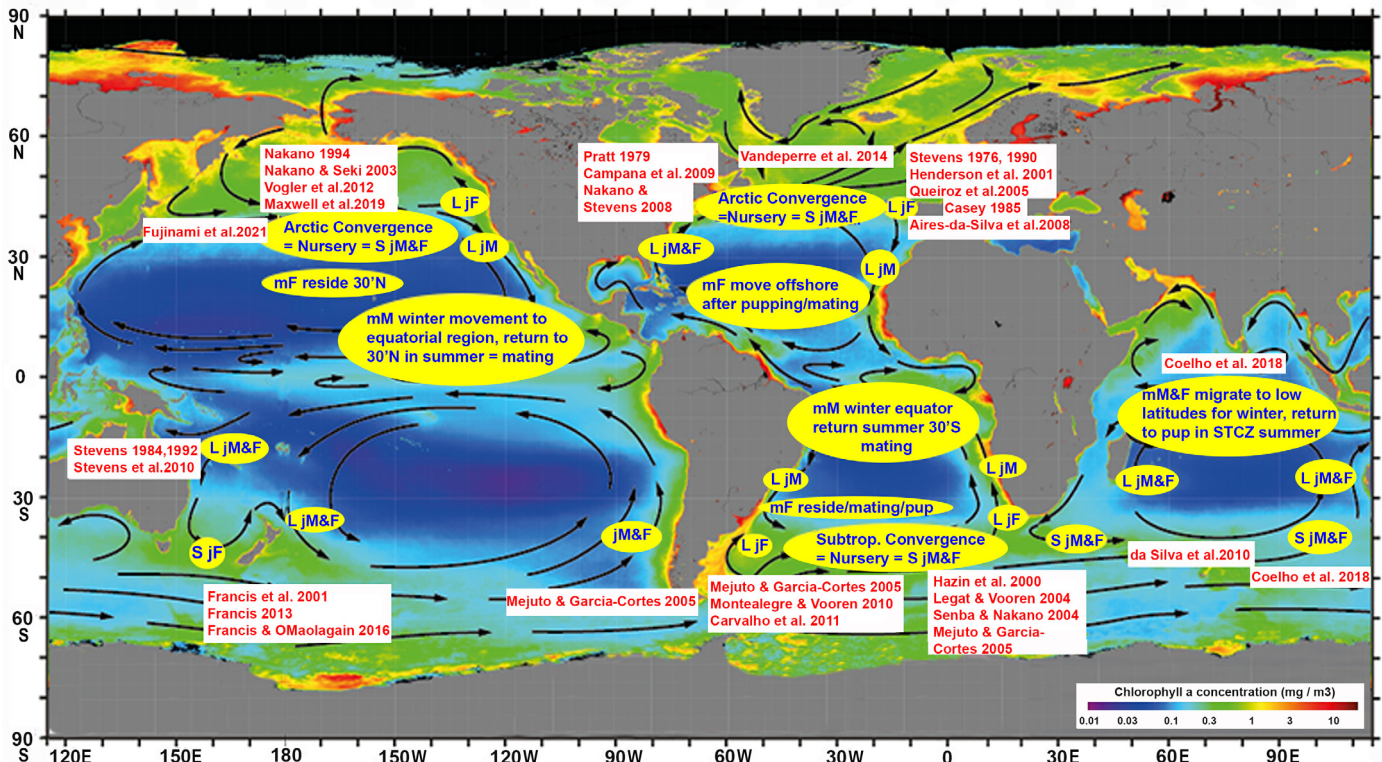 90
N
60
N
30
N
0
30
S
60
S
90
S
Nakano 1994
Nakano & Seki 2003
Vogler et al.2012
Maxwell et al.2019
Fujinami et al.2021
Arctic Convergence
= Nursery = S jM&F
L jF
L jM
mF reside 30’N
mM winter movement to
equatorial region, return to
30’N in summer = mating
Pratt 1979
Campana et al.2009
Nakano &
Stevens 2008
Vandeperre et al. 2014
Stevens 1976, 1990
Henderson et al. 2001
Queiroz et al.2005
Casey 1985
Aires-da-Silva et al.2008
Arctic Convergence
=Nursery = S jM&F
L jF
L jM&F
L jM
mF move offshore
after pupping/mating
Coelho et al. 2018
mM&F migrate to low
latitudes for winter, return
to pup in STCZ summer
mM winter equator
return summer 30’S
mating
Stevens 1984,1992
Stevens et al.2010
L jM&F
L jM&F
S jF
jM&F
L jM
L jM
mF reside/mating/pup
L jF
L jF
Subtrop. Convergence
= Nursery = S jM&F
L jM&F
L jM&F
S jM&F
S jM&F
da Silva et al.2010
Coelho et al. 2018
Francis et al. 2001
Francis 2013
Francis & OMaolagain 2016
Mejuto & Garcia-Cortes 2005
Mejuto & Garcia-Cortes 2005
Montealegre & Vooren 2010
Carvalho et al. 2011
Hazin et al. 2000
Legat & Vooren 2004
Senba & Nakano 2004
Mejuto & Garcia-
Cortes 2005
Chlorophyll a concentration (mg / m3)
0.01 0.03 0.1 0.3 1 3 10
120E 150E 180 150W 120W 90W 60W 30W 0 30E 60E 90E